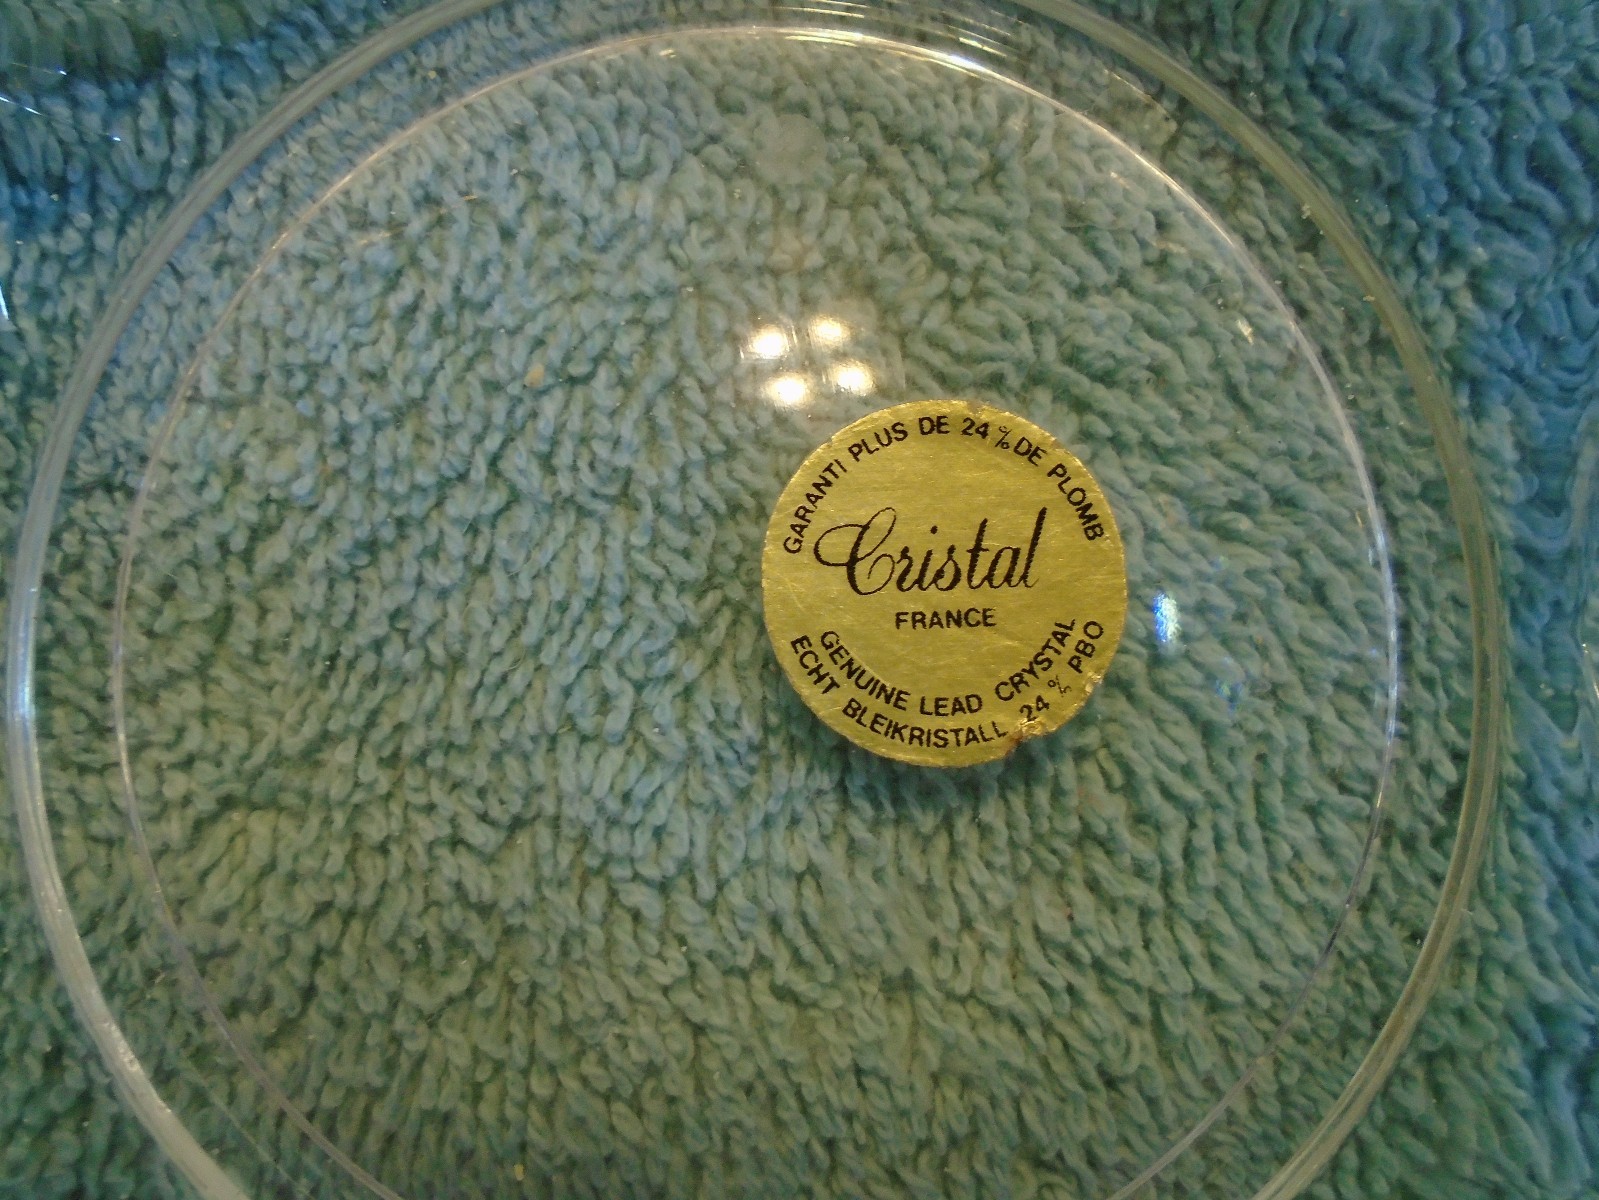 GARANTI PLUS DE 24 % DE PLOMB
Cristal
FRANCE
GENUINE LEAD CRYSTAL
ECHT BLEIKRISTALL 24 % PBO